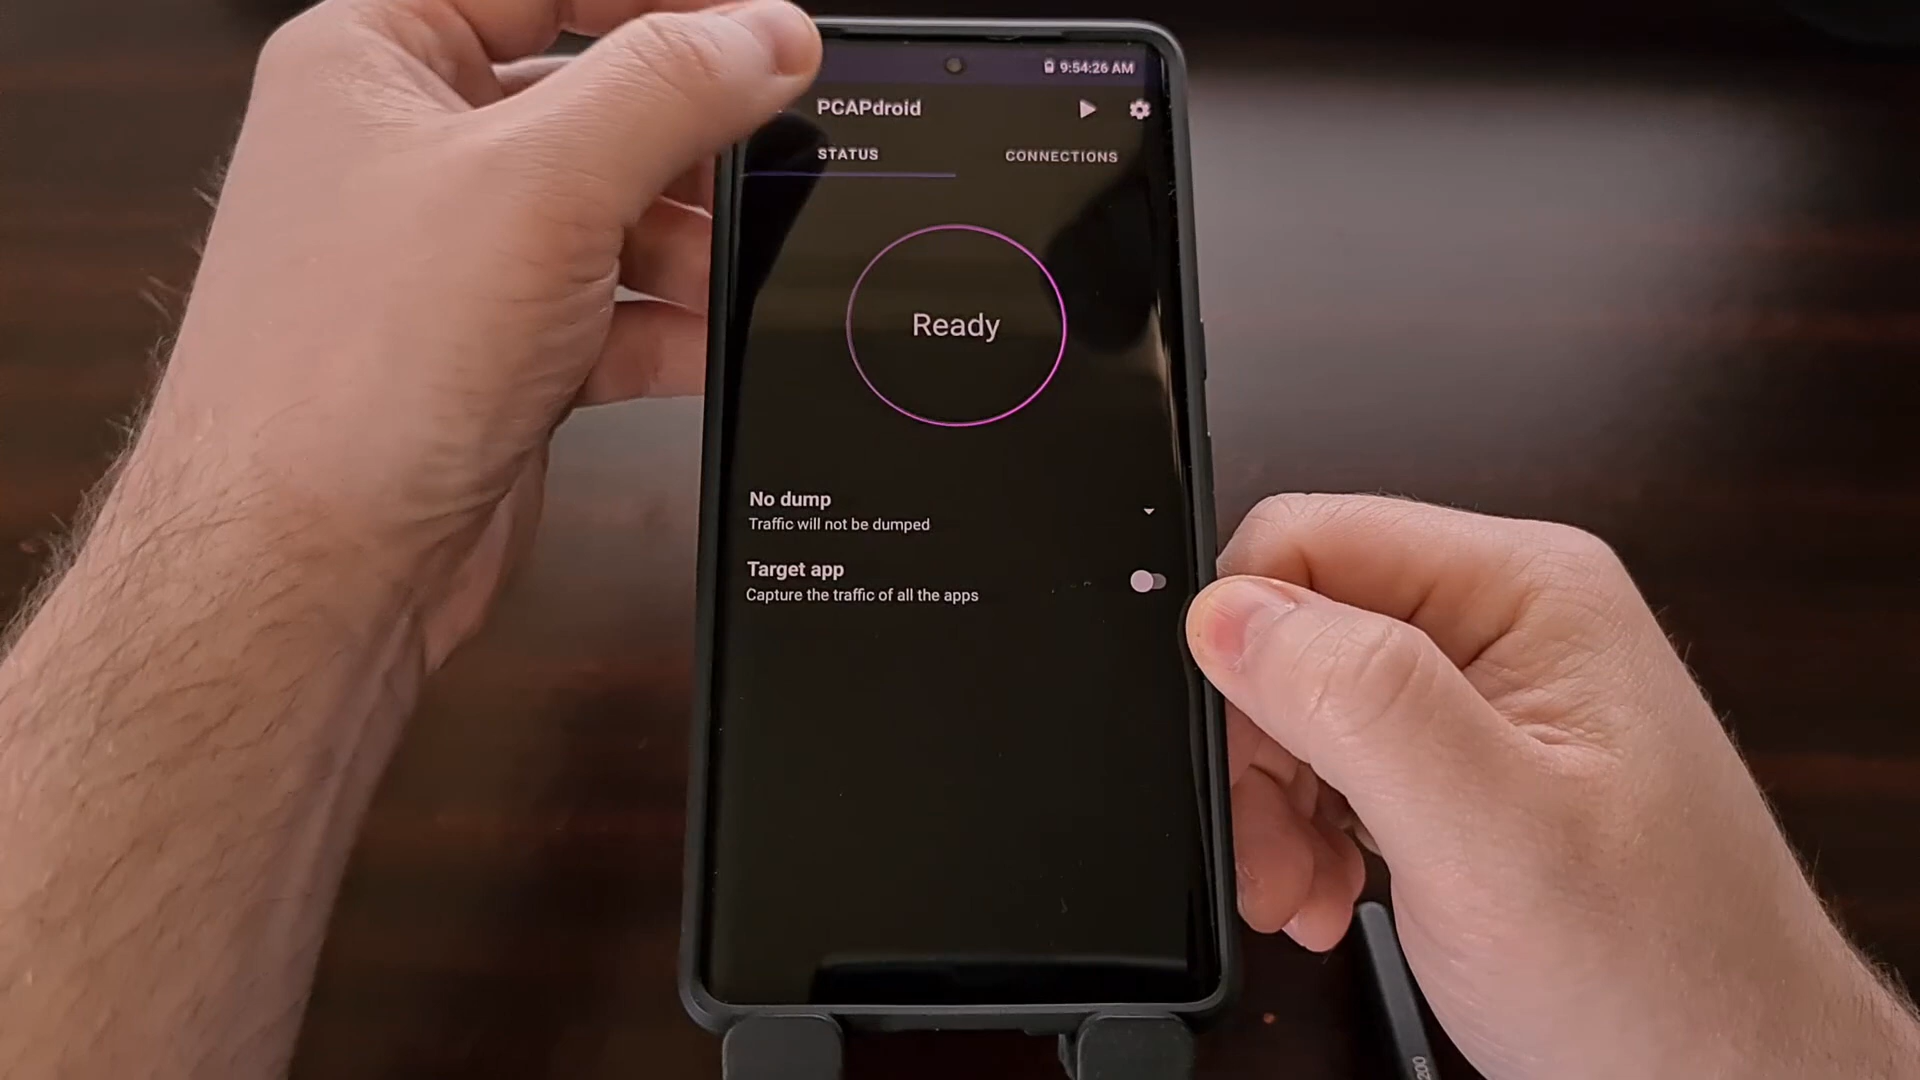 9:54:26 AM
PCAPdroid
STATUS CONNECTIONS
Ready
No dump
Traffic will not be dumped
Target app
Capture the traffic of all the apps
200